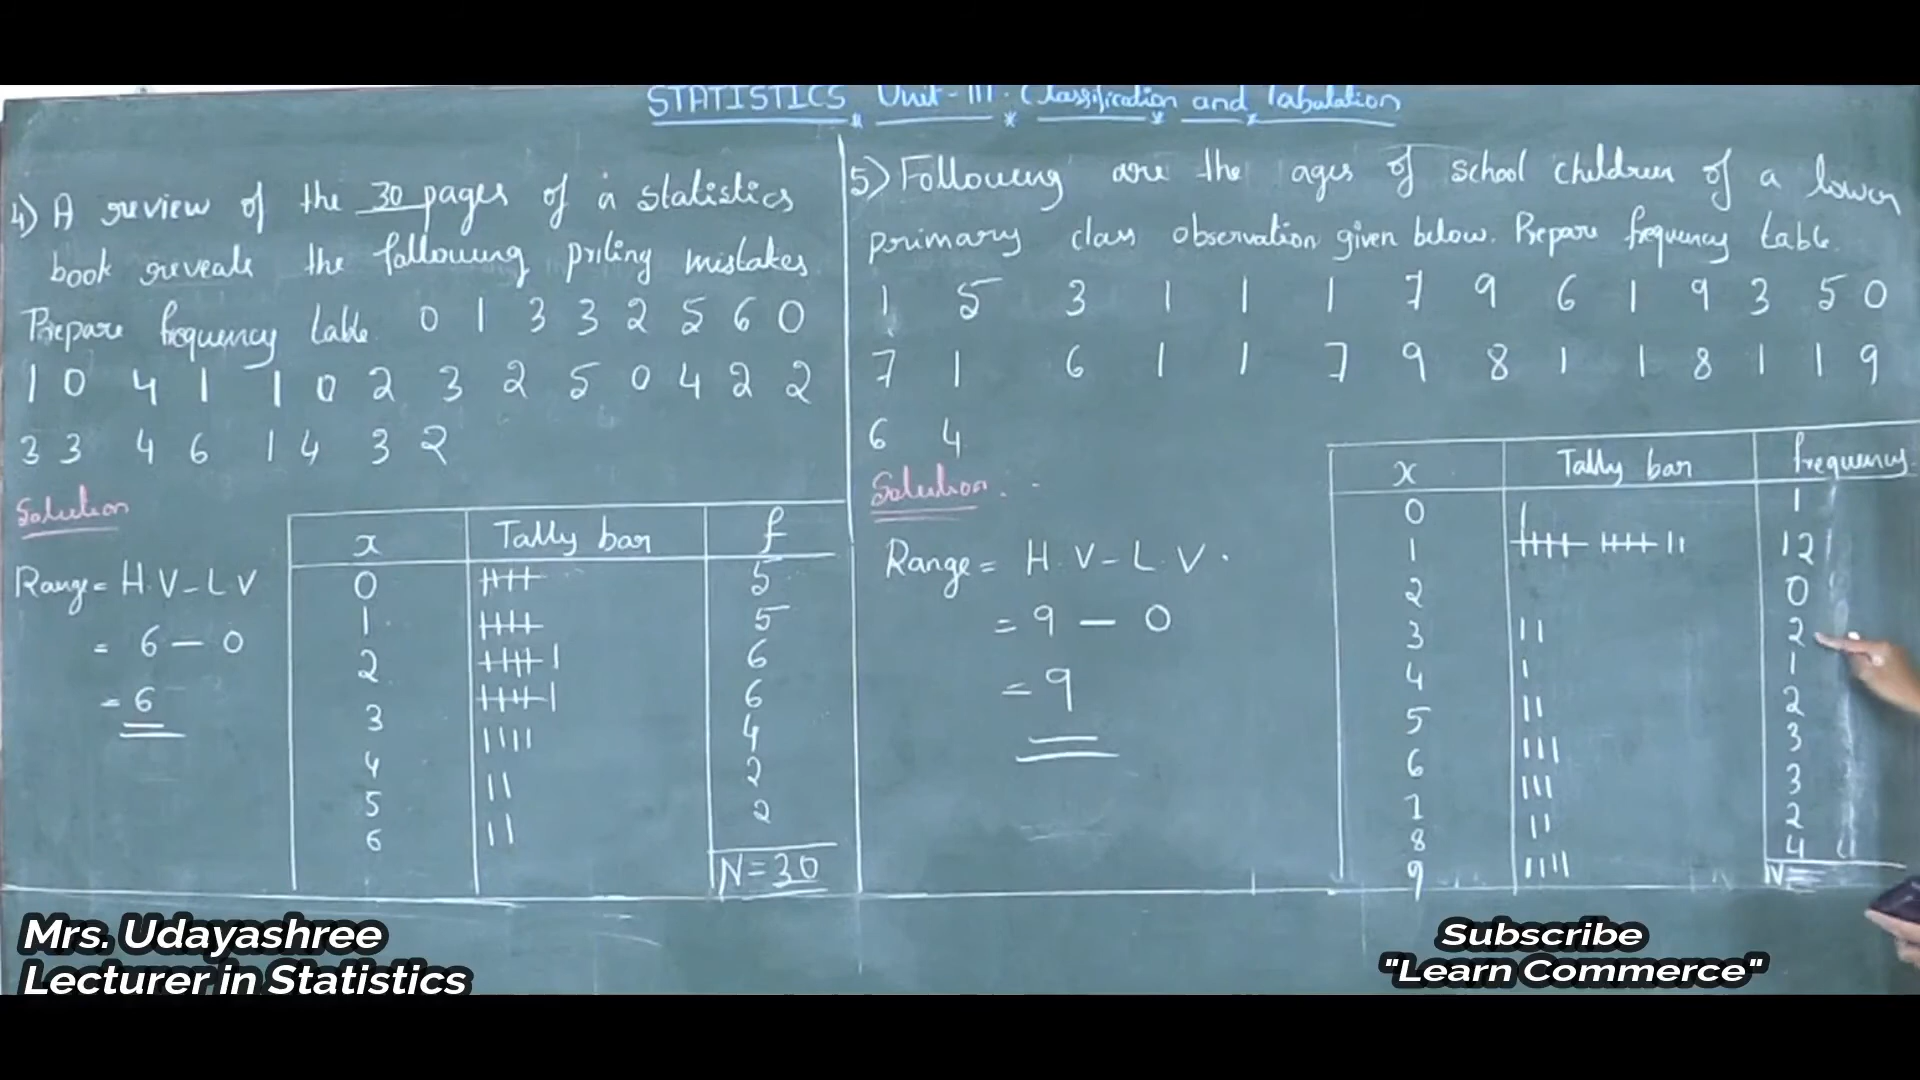 STATISTICS Unit-III. Classification and Tabulation
4) A review of the 30 pages of a statistics
book reveals the following priting mistakes
Prepare frequency table. 0 1 3 3 2 5 6 0
1 0 4 1 1 0 2 3 2 5 0 4 2 2
3 3 4 6 1 4 3 2
Solution
Range = H.V - L.V
= 6 - 0
= 6
x Tally bar f
0 5
1 5
2 6
3 6
4 4
5 2
6 2
N=30
5) Following are the ages of school children of a lower
primary class observation given below. Prepare frequency table.
1 5 3 1 1 1 7 9 6 1 9 3 5 0
7 1 6 1 1 7 9 8 1 1 8 1 1 9
6 4
Solution.
Range = H.V - L.V.
= 9 - 0
= 9
x Tally bar frequency
0 1
1 12
2 0
3 2
4 1
5 2
6 3
7 3
8 2
9 4
N=
Mrs. Udayashree
Lecturer in Statistics
Subscribe
"Learn Commerce"